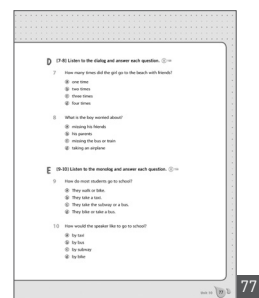 D [7-8] Listen to the dialog and answer each question.
7 How many times did the girl go to the beach with friends?
ⓐ one time
ⓑ two times
ⓒ three times
ⓓ four times
8 What is the boy worried about?
ⓐ missing his friends
ⓑ his parents
ⓒ missing the bus or train
ⓓ taking an airplane
E [9-10] Listen to the monolog and answer each question.
9 How do most students go to school?
ⓐ They walk or bike.
ⓑ They take a taxi.
ⓒ They take the subway or a bus.
ⓓ They bike or take a bus.
10 How would the speaker like to go to school?
ⓐ by taxi
ⓑ by bus
ⓒ by subway
ⓓ by bike
77